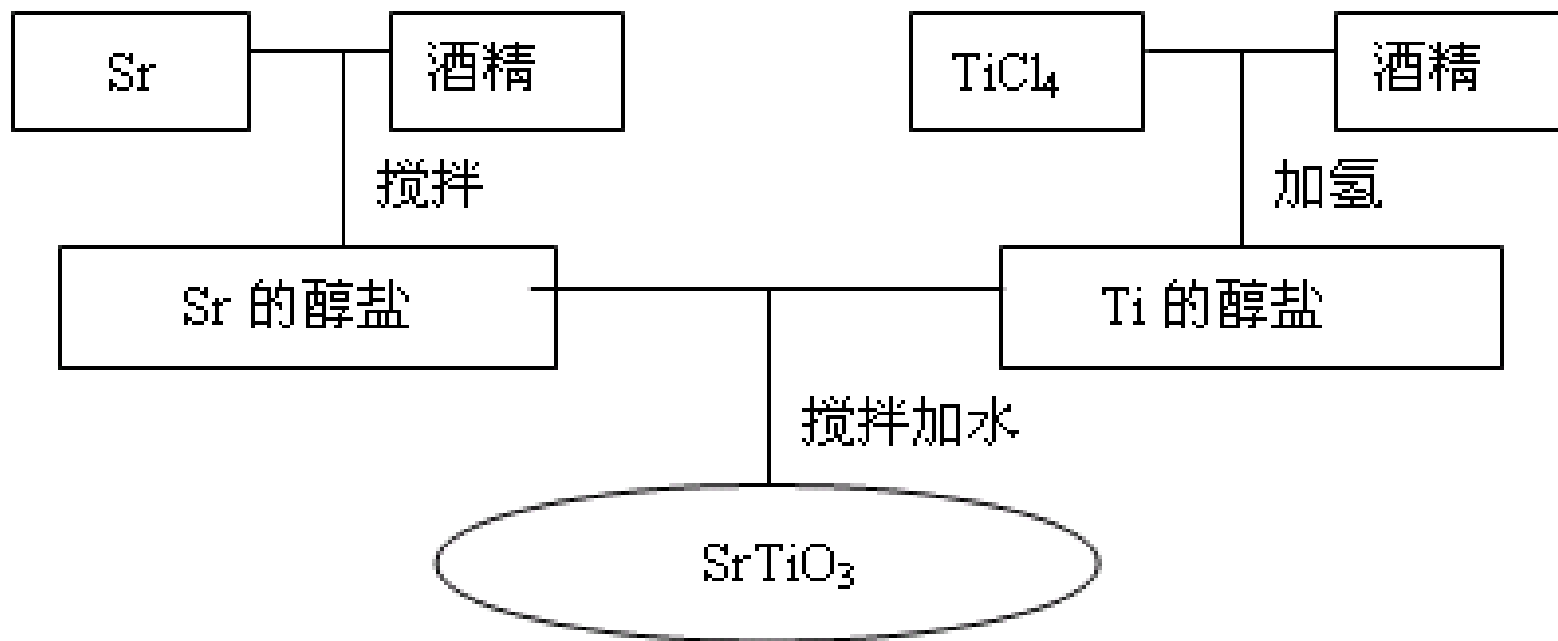 Sr 酒精 TiCl₄ 酒精
搅拌 加氢
Sr 的醇盐 Ti 的醇盐
搅拌加水
SrTiO₃